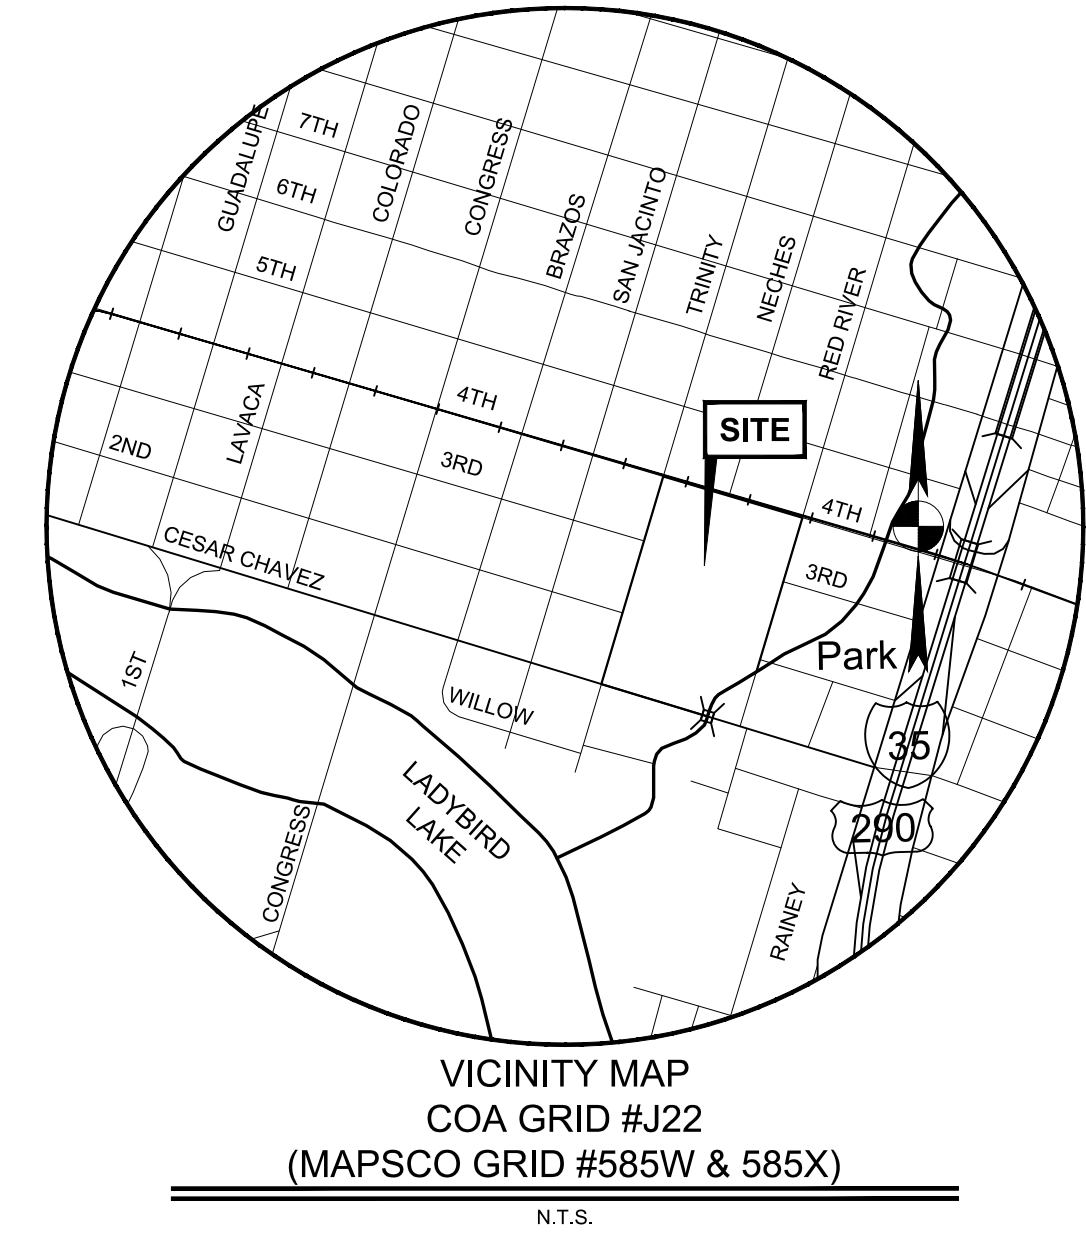 7TH
GUADALUPE
COLORADO
CONGRESS
6TH
BRAZOS
SAN JACINTO
TRINITY
NECHES
RED RIVER
5TH
LAVACA
4TH
SITE
2ND
3RD
4TH
CESAR CHAVEZ
3RD
Park
1ST
WILLOW
35
LADYBIRD
LAKE
290
CONGRESS
RAINEY
VICINITY MAP
COA GRID #J22
(MAPSCO GRID #585W & 585X)
N.T.S.